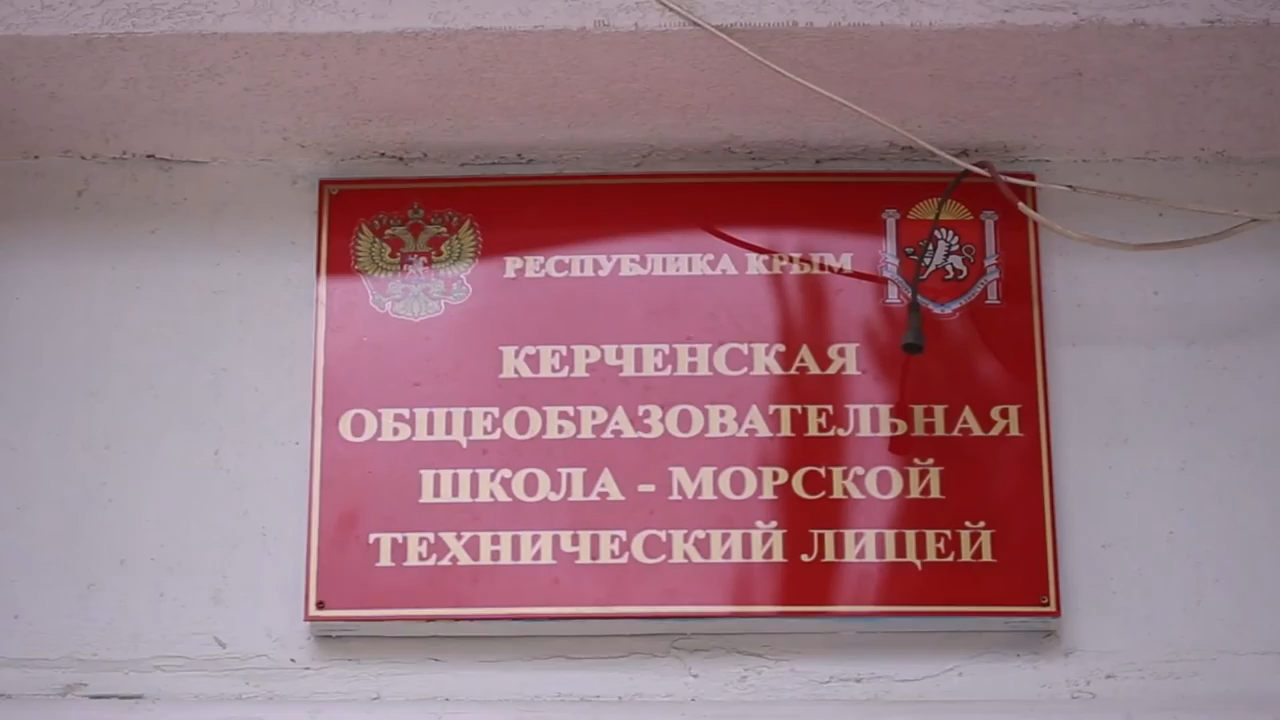 РЕСПУБЛИКА КРЫМ
КЕРЧЕНСКАЯ
ОБЩЕОБРАЗОВАТЕЛЬНАЯ
ШКОЛА - МОРСКОЙ
ТЕХНИЧЕСКИЙ ЛИЦЕЙ